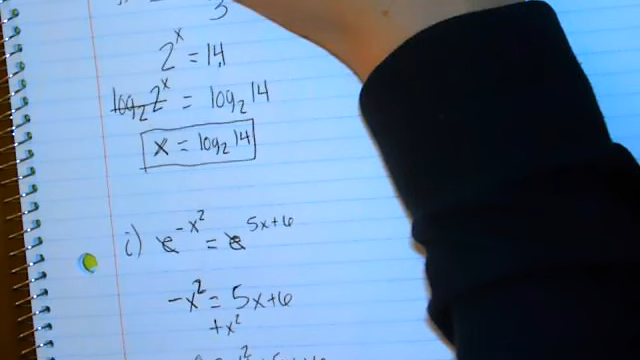 3
2^x = 14
log₂ 2^x = log₂ 14
x = log₂ 14
i) e^(-x²) = e^(5x+6)
-x² = 5x+6
+x²